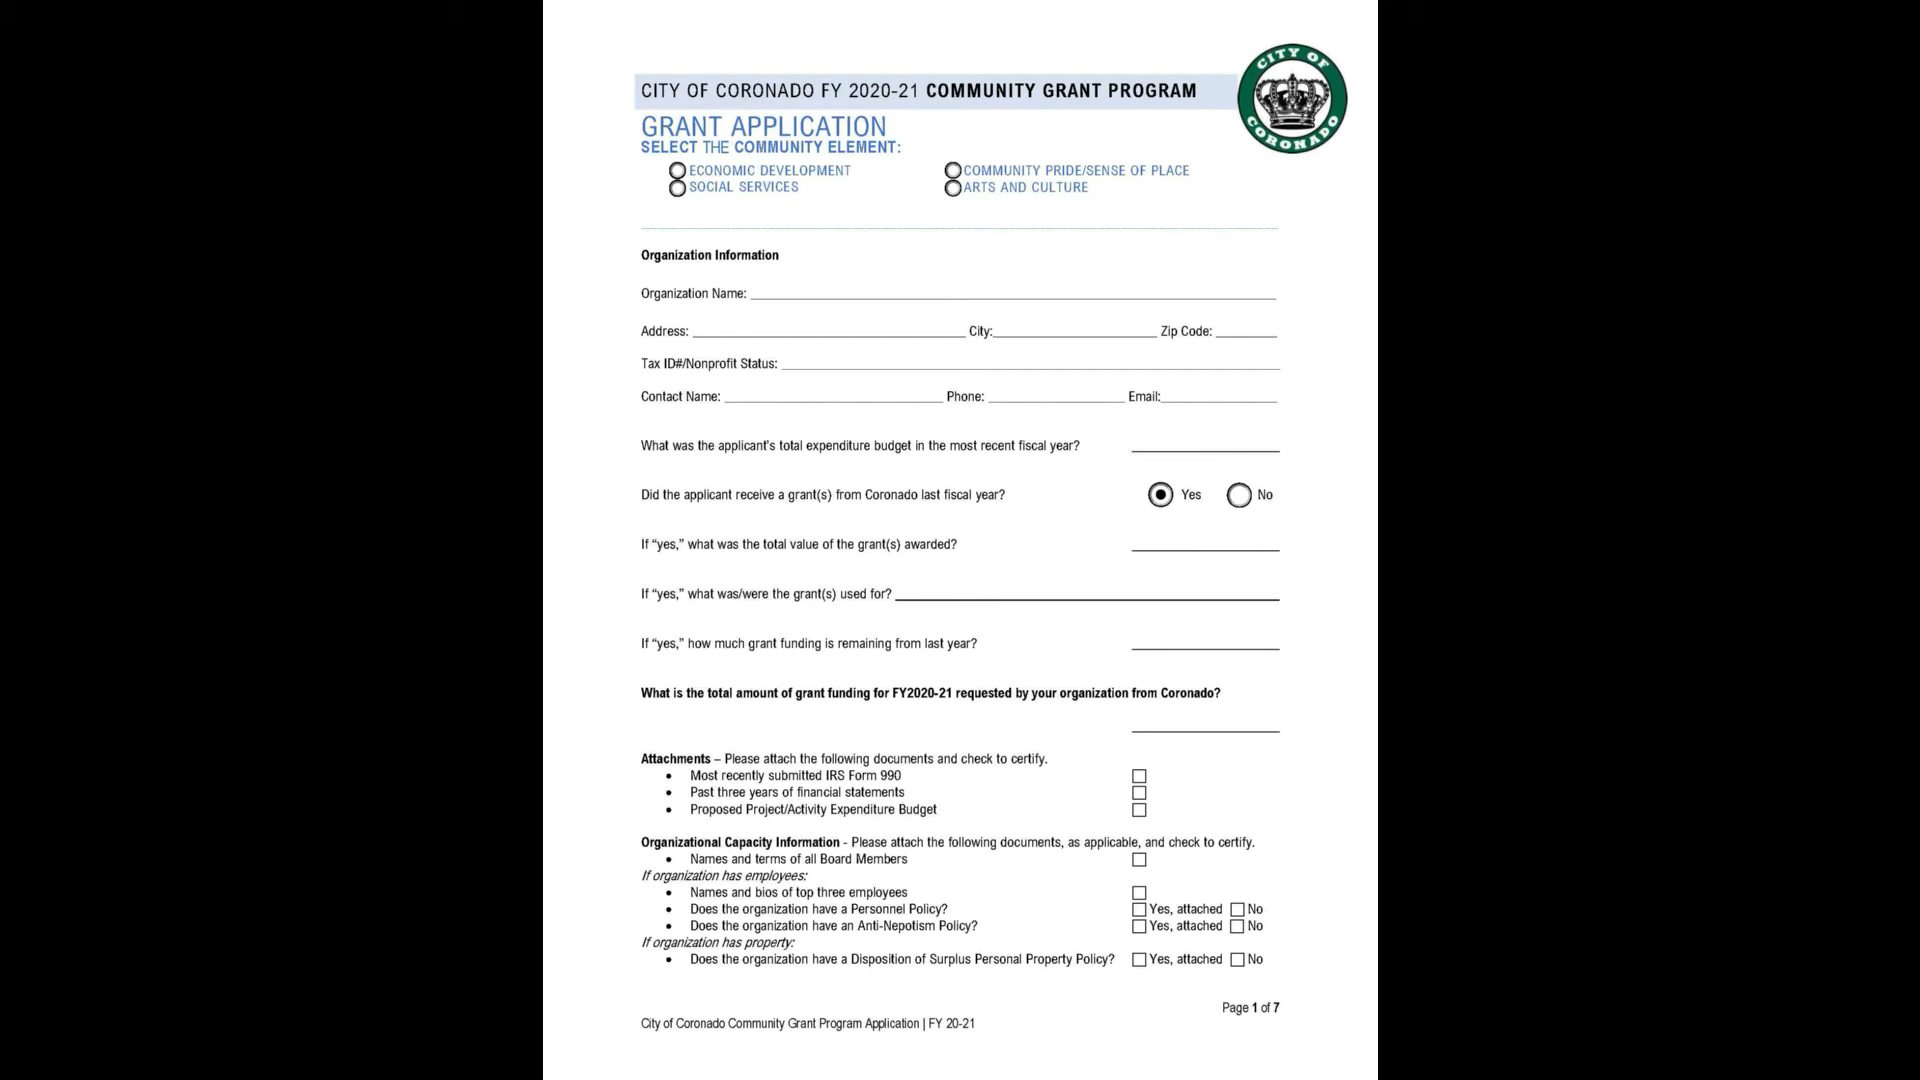 CITY OF CORONADO FY 2020-21 COMMUNITY GRANT PROGRAM
CITY OF CORONADO
GRANT APPLICATION
SELECT THE COMMUNITY ELEMENT:
ECONOMIC DEVELOPMENT COMMUNITY PRIDE/SENSE OF PLACE
SOCIAL SERVICES ARTS AND CULTURE
Organization Information
Organization Name:
Address: City: Zip Code:
Tax ID#/Nonprofit Status:
Contact Name: Phone: Email:
What was the applicant's total expenditure budget in the most recent fiscal year?
Did the applicant receive a grant(s) from Coronado last fiscal year? Yes No
If “yes,” what was the total value of the grant(s) awarded?
If “yes,” what was/were the grant(s) used for?
If “yes,” how much grant funding is remaining from last year?
What is the total amount of grant funding for FY2020-21 requested by your organization from Coronado?
Attachments – Please attach the following documents and check to certify.
• Most recently submitted IRS Form 990
• Past three years of financial statements
• Proposed Project/Activity Expenditure Budget
Organizational Capacity Information - Please attach the following documents, as applicable, and check to certify.
• Names and terms of all Board Members
If organization has employees:
• Names and bios of top three employees
• Does the organization have a Personnel Policy? Yes, attached No
• Does the organization have an Anti-Nepotism Policy? Yes, attached No
If organization has property:
• Does the organization have a Disposition of Surplus Personal Property Policy? Yes, attached No
Page 1 of 7
City of Coronado Community Grant Program Application | FY 20-21